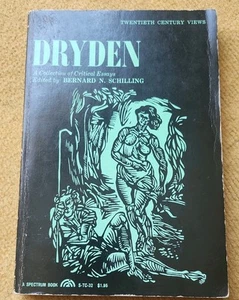 TWENTIETH CENTURY VIEWS
DRYDEN
A Collection of Critical Essays
Edited by BERNARD N. SCHILLING
A SPECTRUM BOOK S-TC-32 $1.95